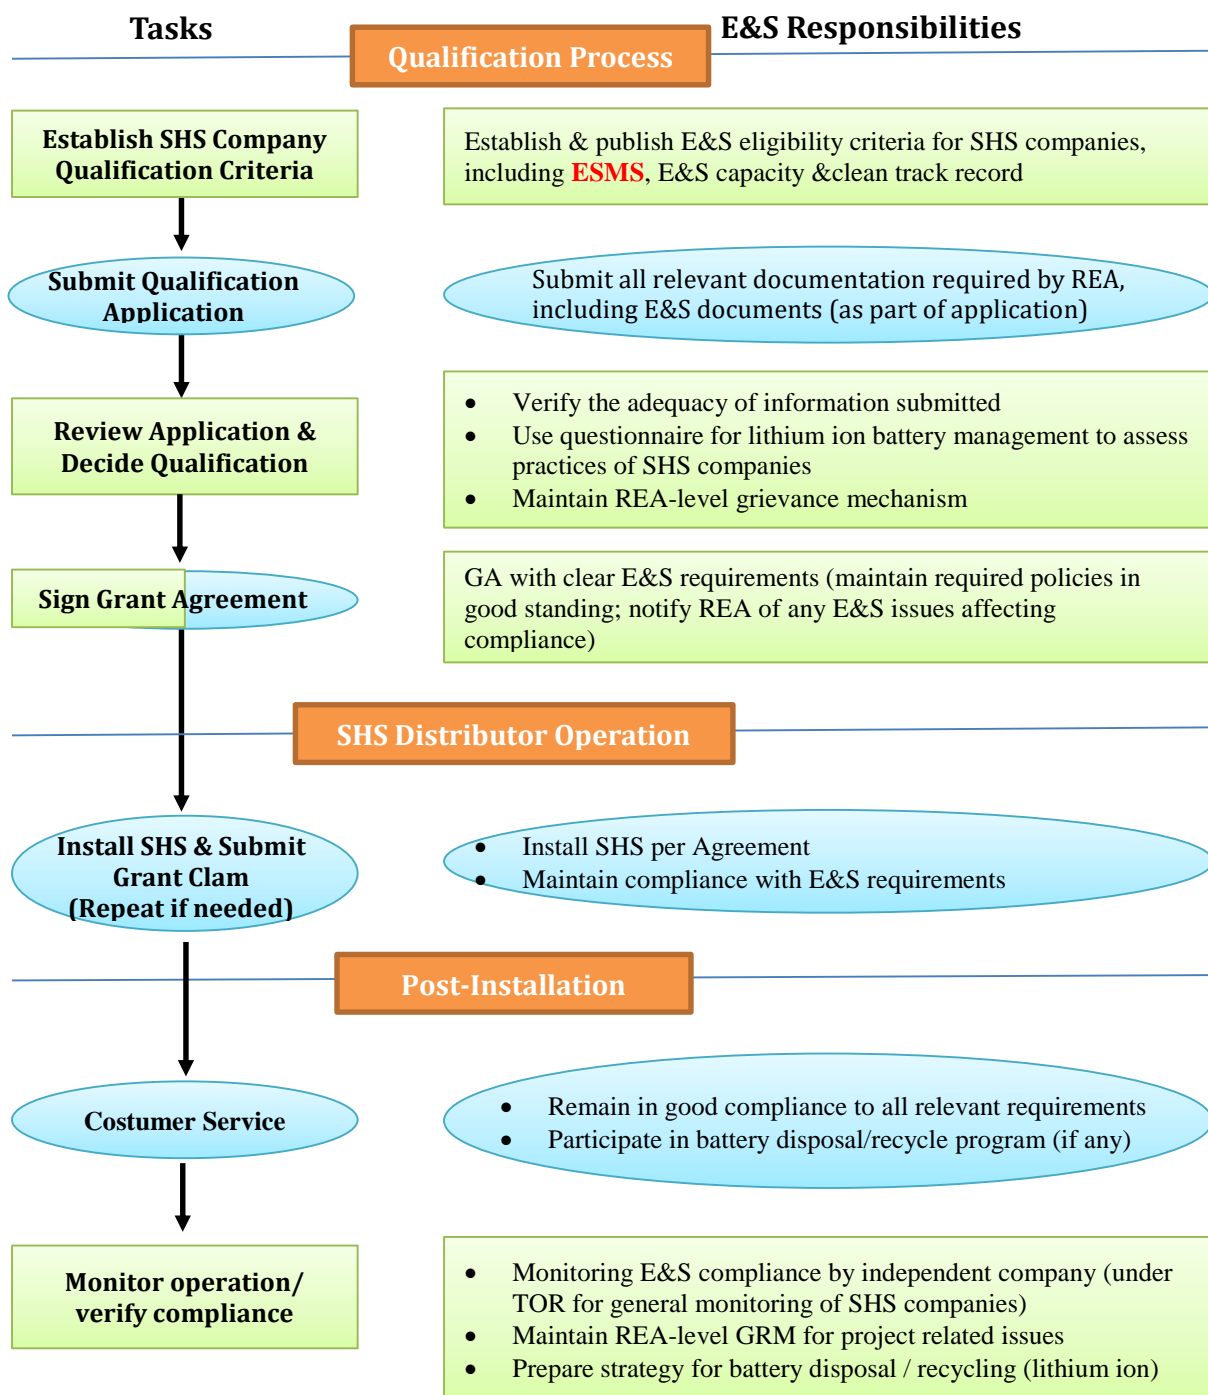 Tasks
E&S Responsibilities
Qualification Process
Establish SHS Company
Qualification Criteria
Establish & publish E&S eligibility criteria for SHS companies,
including ESMS, E&S capacity &clean track record
Submit Qualification
Application
Submit all relevant documentation required by REA,
including E&S documents (as part of application)
Review Application &
Decide Qualification
• Verify the adequacy of information submitted
• Use questionnaire for lithium ion battery management to assess
practices of SHS companies
• Maintain REA-level grievance mechanism
Sign Grant Agreement
GA with clear E&S requirements (maintain required policies in
good standing; notify REA of any E&S issues affecting
compliance)
SHS Distributor Operation
Install SHS & Submit
Grant Clam
(Repeat if needed)
• Install SHS per Agreement
• Maintain compliance with E&S requirements
Post-Installation
Costumer Service
• Remain in good compliance to all relevant requirements
• Participate in battery disposal/recycle program (if any)
Monitor operation/
verify compliance
• Monitoring E&S compliance by independent company (under
TOR for general monitoring of SHS companies)
• Maintain REA-level GRM for project related issues
• Prepare strategy for battery disposal / recycling (lithium ion)